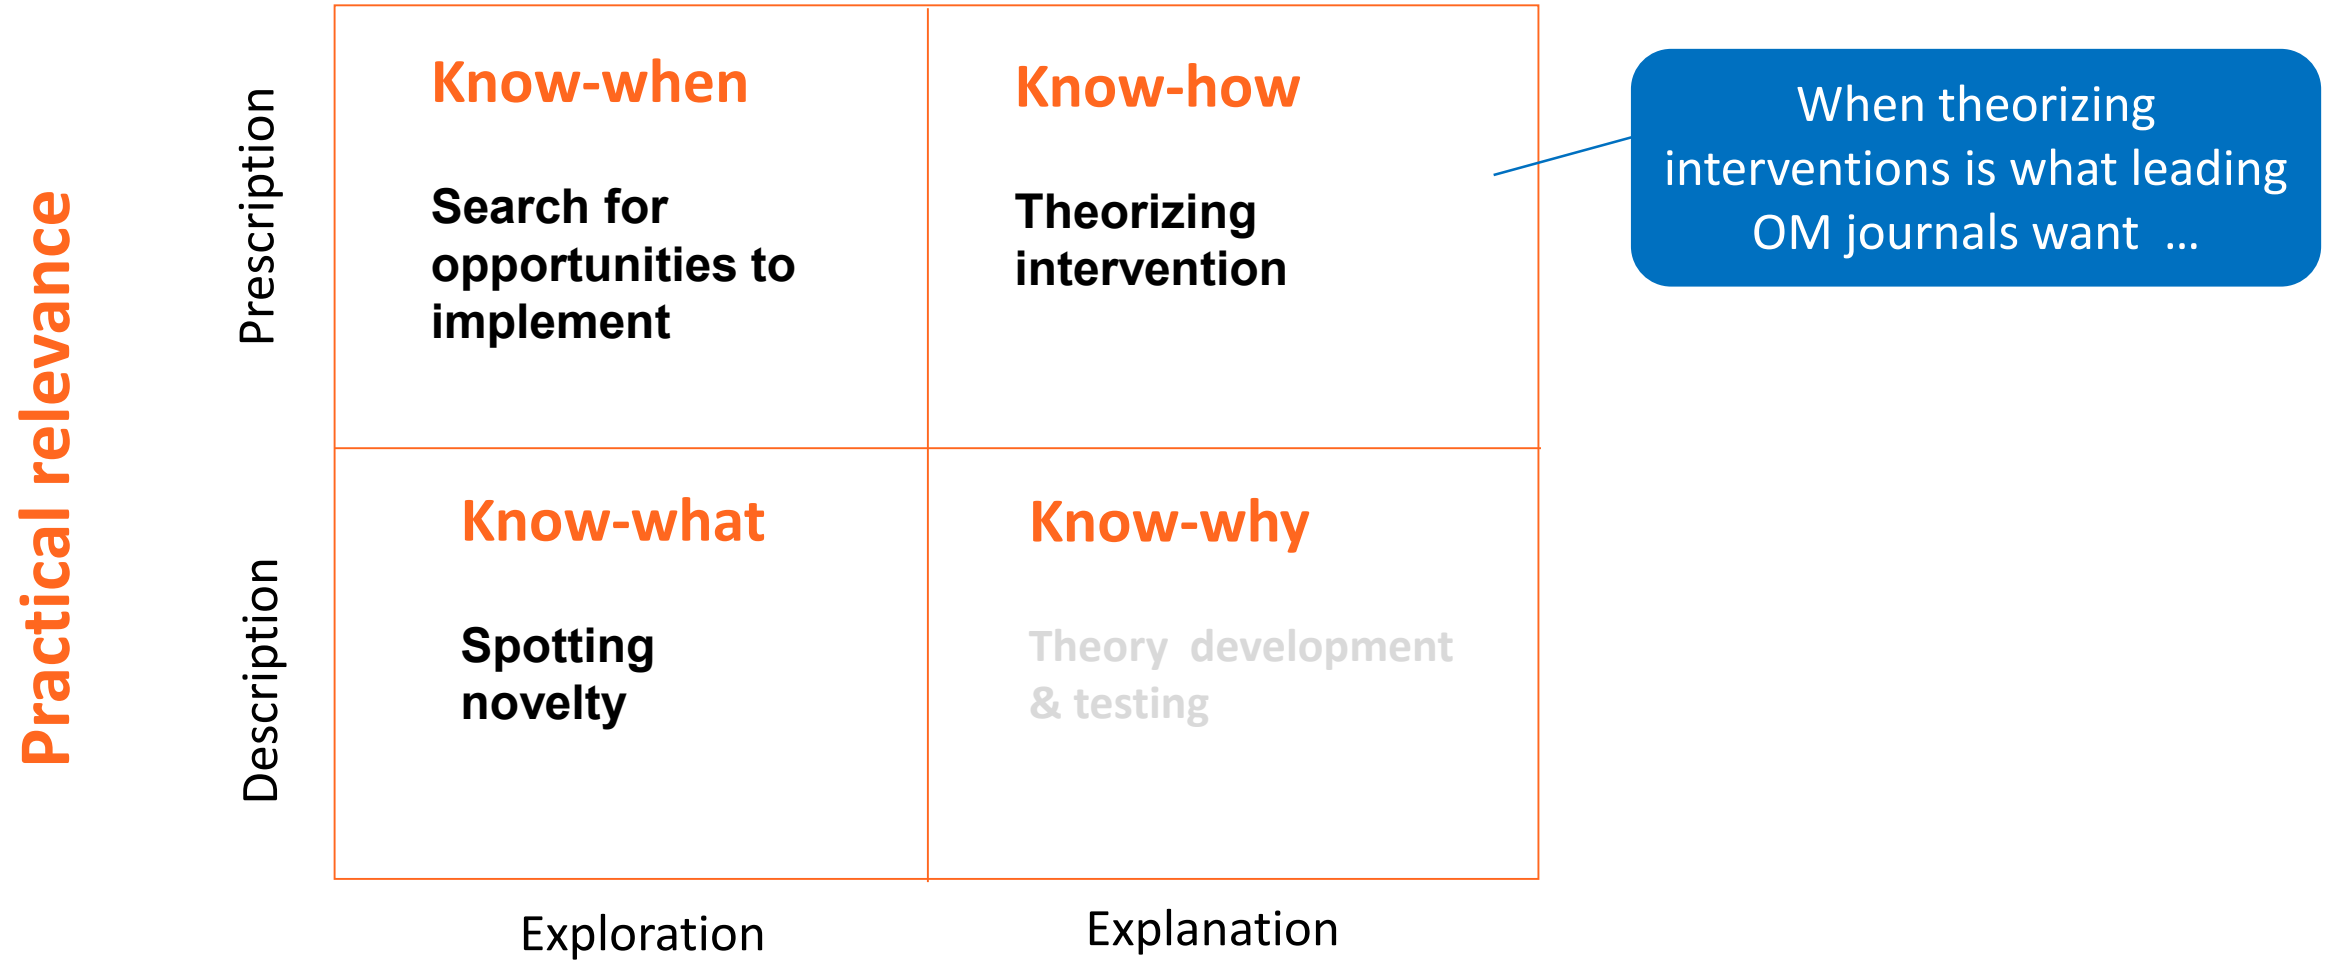 Practical relevance
Prescription
Know-when
Search for
opportunities to
implement
Know-how
Theorizing
intervention
When theorizing
interventions is what leading
OM journals want  ...
Description
Know-what
Spotting
novelty
Know-why
Theory  development
& testing
Exploration
Explanation